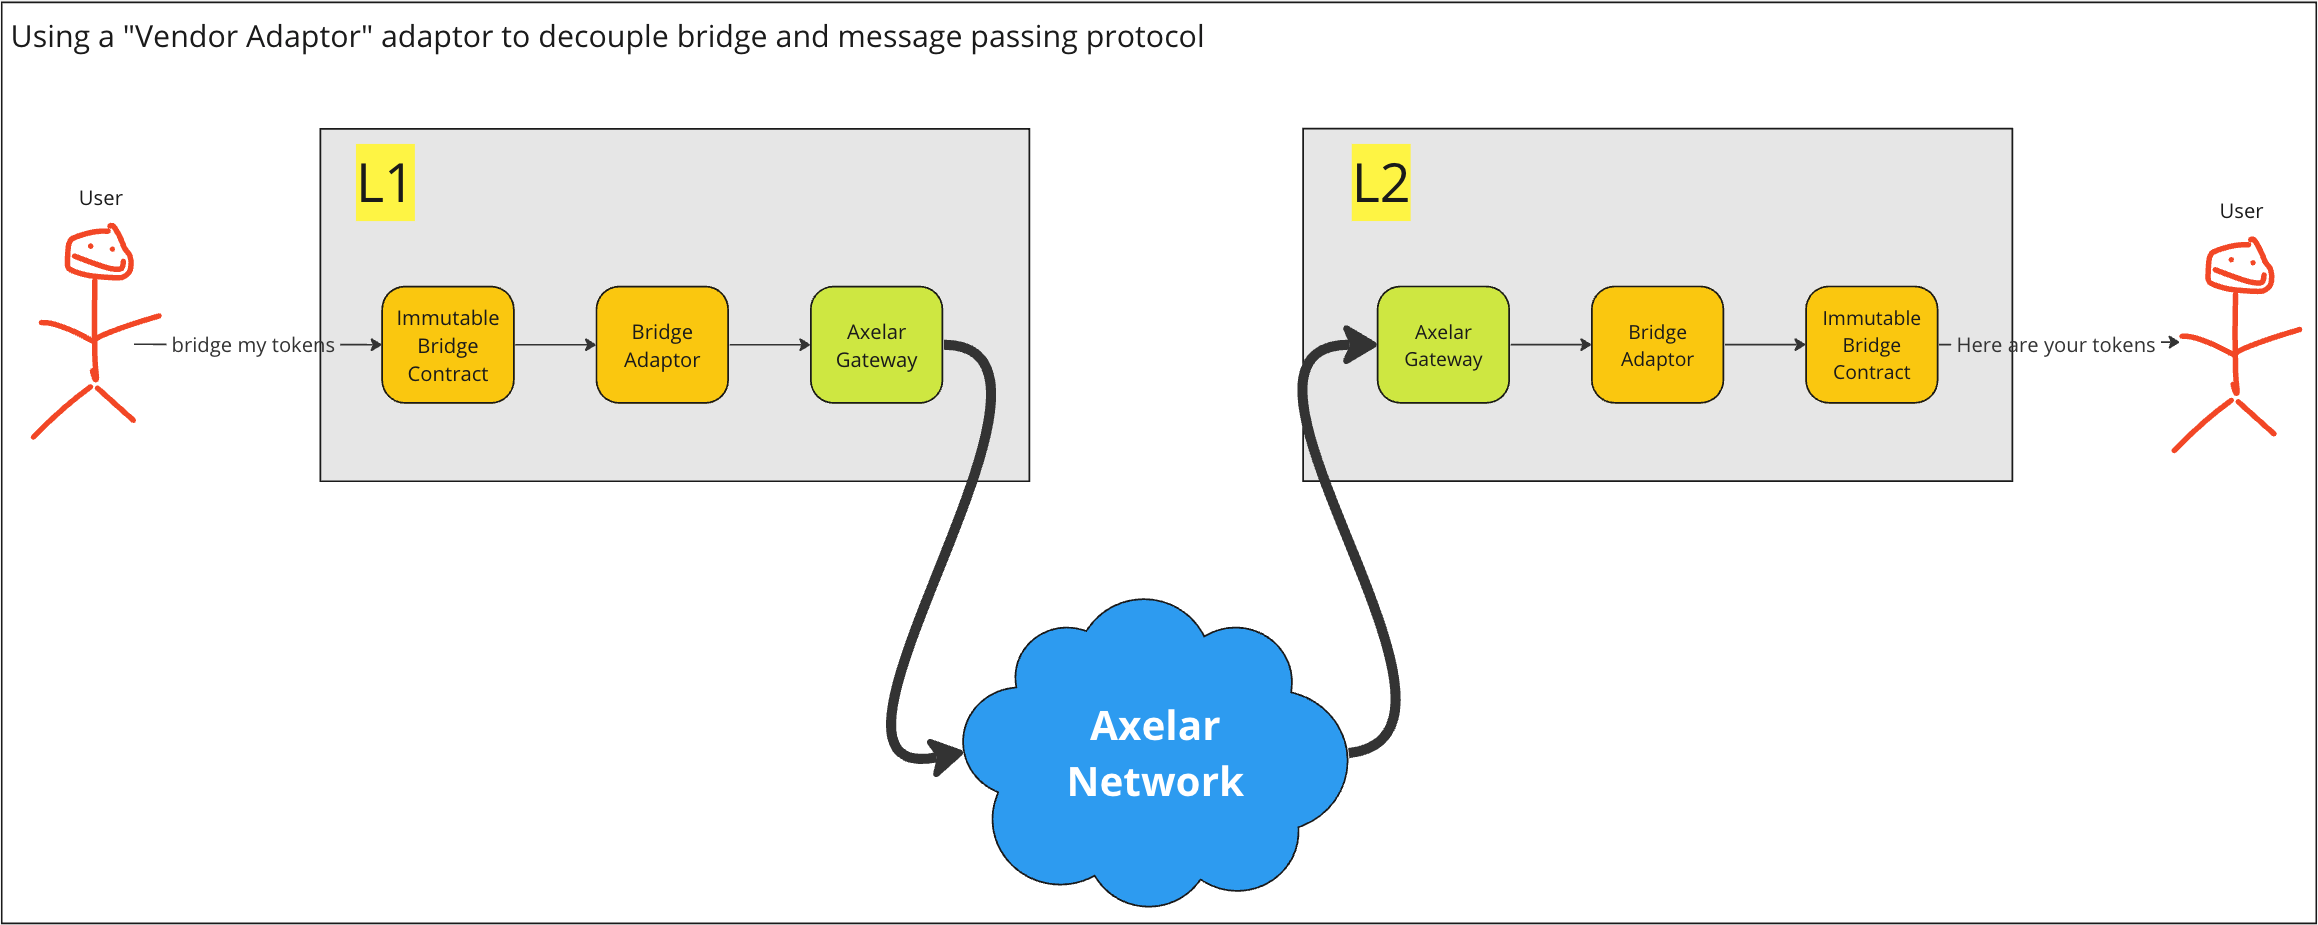 Using a "Vendor Adaptor" adaptor to decouple bridge and message passing protocol
User
bridge my tokens
L1
Immutable
Bridge
Contract
Bridge
Adaptor
Axelar
Gateway
Axelar
Network
L2
Axelar
Gateway
Bridge
Adaptor
Immutable
Bridge
Contract
Here are your tokens
User